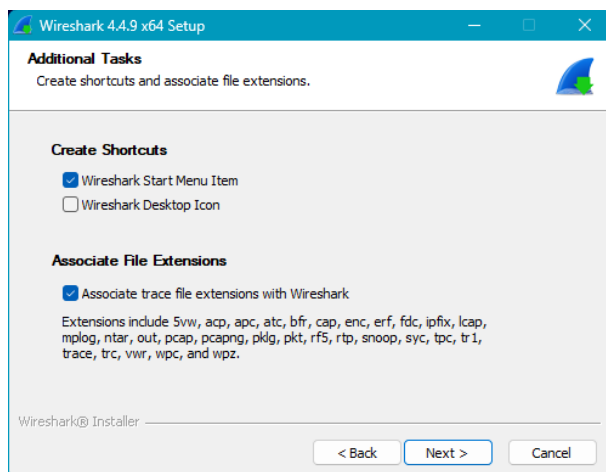 Wireshark 4.4.9 x64 Setup
Additional Tasks
Create shortcuts and associate file extensions.
Create Shortcuts
Wireshark Start Menu Item
Wireshark Desktop Icon
Associate File Extensions
Associate trace file extensions with Wireshark
Extensions include 5vw, acp, apc, atc, bfr, cap, enc, erf, fdc, ipfix, lcap,
mplog, ntar, out, pcap, pcapng, pklg, pkt, rf5, rtp, snoop, syc, tpc, tr1,
trace, trc, vwr, wpc, and wpz.
Wireshark® Installer
< Back Next > Cancel